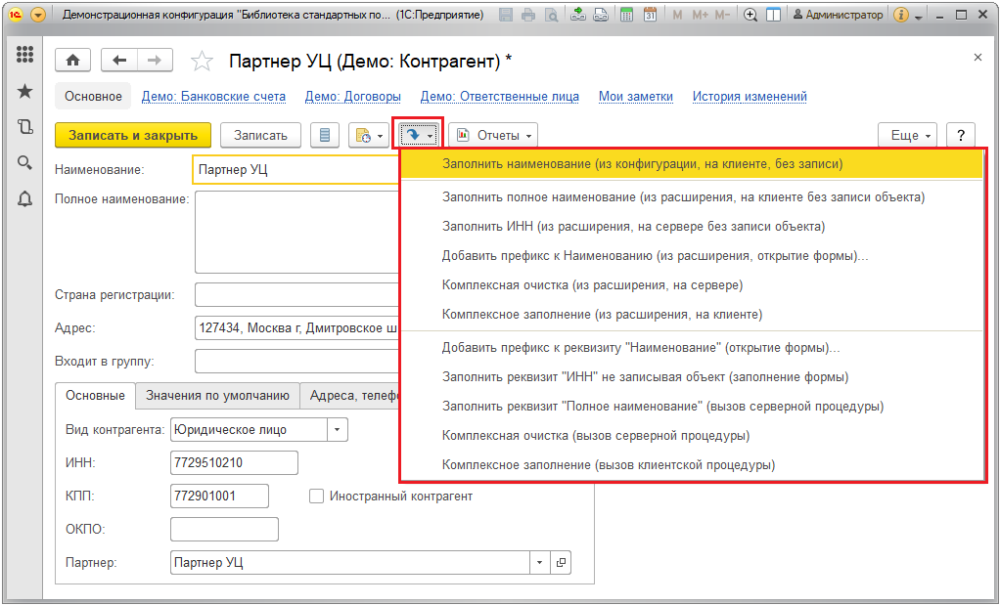 Демонстрационная конфигурация "Библиотека стандартных по... (1С:Предприятие)
M M+ M-
31
Администратор
Партнер УЦ (Демо: Контрагент) *
Основное Демо: Банковские счета Демо: Договоры Демо: Ответственные лица Мои заметки История изменений
Записать и закрыть Записать Отчеты Еще ?
Наименование: Партнер УЦ
Полное наименование:
Страна регистрации:
Адрес: 127434, Москва г, Дмитровское ш
Входит в группу:
Заполнить наименование (из конфигурации, на клиенте, без записи)
Заполнить полное наименование (из расширения, на клиенте без записи объекта)
Заполнить ИНН (из расширения, на сервере без записи объекта)
Добавить префикс к Наименованию (из расширения, открытие формы)...
Комплексная очистка (из расширения, на сервере)
Комплексное заполнение (из расширения, на клиенте)
Добавить префикс к реквизиту "Наименование" (открытие формы)...
Заполнить реквизит "ИНН" не записывая объект (заполнение формы)
Заполнить реквизит "Полное наименование" (вызов серверной процедуры)
Комплексная очистка (вызов серверной процедуры)
Комплексное заполнение (вызов клиентской процедуры)
Основные Значения по умолчанию Адреса, телеф
Вид контрагента: Юридическое лицо
ИНН: 7729510210
КПП: 772901001 Иностранный контрагент
ОКПО:
Партнер: Партнер УЦ